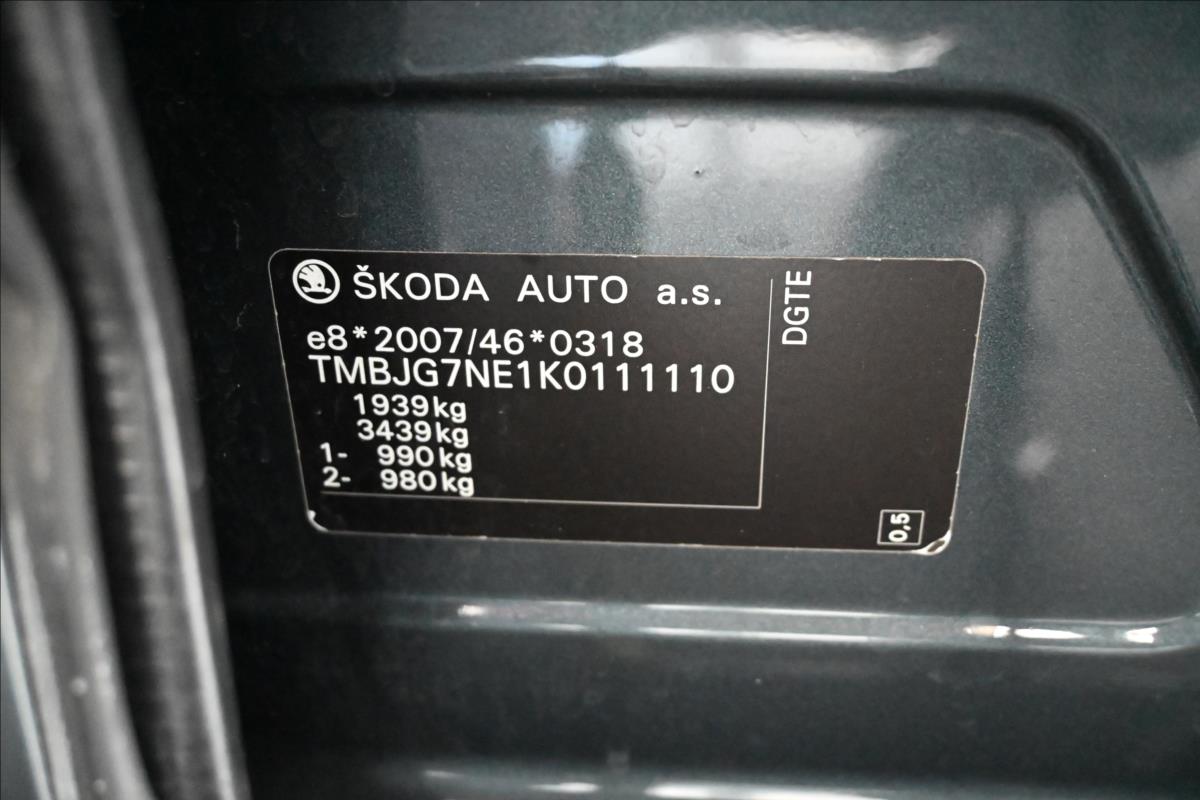 ŠKODA AUTO a.s.
e8*2007/46*0318
TMBJG7NE1K0111110
1939kg
3439kg
1- 990kg
2- 980kg
DGTE
0,5